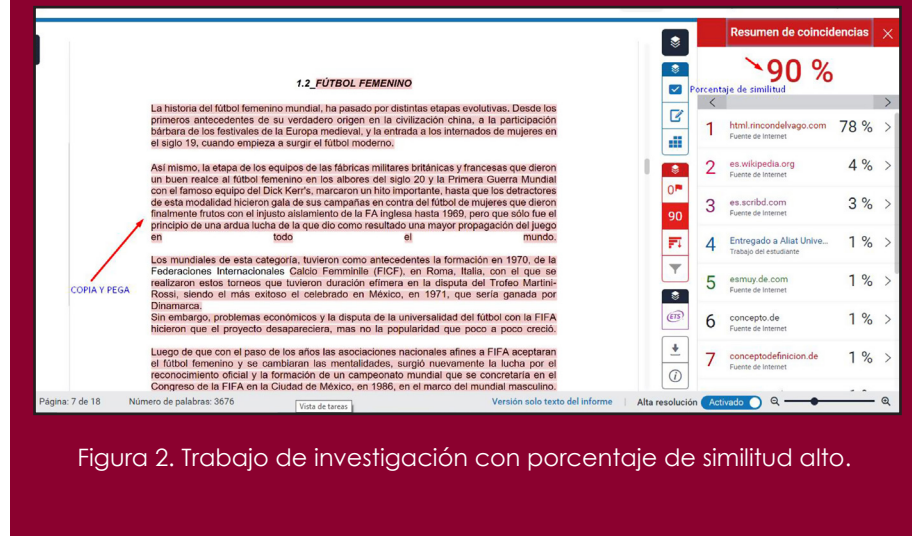 Resumen de coincidencias
90 %
Porcentaje de similitud
1.2_FÚTBOL FEMENINO
La historia del fútbol femenino mundial, ha pasado por distintas etapas evolutivas. Desde los
primeros antecedentes de su verdadero origen en la civilización china, a la participación
bárbara de los festivales de la Europa medieval, y la entrada a los internados de mujeres en
el siglo 19, cuando empieza a surgir el fútbol moderno.
Así mismo, la etapa de los equipos de las fábricas militares británicas y francesas que dieron
un buen realce al fútbol femenino en los albores del siglo 20 y la Primera Guerra Mundial
con el famoso equipo del Dick Kerr's, marcaron un hito importante, hasta que los detractores
de esta modalidad hicieron gala de sus campañas en contra del fútbol de mujeres que dieron
finalmente frutos con el injusto aislamiento de la FA inglesa hasta 1969, pero que sólo fue el
principio de una ardua lucha de la que dio como resultado una mayor propagación del juego
en todo el mundo.
Los mundiales de esta categoría, tuvieron como antecedentes la formación en 1970, de la
Federaciones Internacionales Calcio Femminile (FICF), en Roma, Italia, con el que se
realizaron estos torneos que tuvieron duración efímera en la disputa del Trofeo Martini-
Rossi, siendo el más exitoso el celebrado en México, en 1971, que sería ganada por
Dinamarca.
Sin embargo, problemas económicos y la disputa de la universalidad del fútbol con la FIFA
hicieron que el proyecto desapareciera, mas no la popularidad que poco a poco creció.
Luego de que con el paso de los años las asociaciones nacionales afines a FIFA aceptaran
el fútbol femenino y se cambiaran las mentalidades, surgió nuevamente la lucha por el
reconocimiento oficial y la formación de un campeonato mundial que se concretaría en el
Congreso de la FIFA en la Ciudad de México, en 1986, en el marco del mundial masculino.
COPIA Y PEGA
0
90
ETS
1 html.rincondelvago.com 78 %
Fuente de Internet
2 es.wikipedia.org 4 %
Fuente de Internet
3 es.scribd.com 3 %
Fuente de Internet
4 Entregado a Aliat Unive... 1 %
Trabajo del estudiante
5 esmuy.de.com 1 %
Fuente de Internet
6 concepto.de 1 %
Fuente de Internet
7 conceptodefinicion.de 1 %
Fuente de Internet
Página: 7 de 18 Número de palabras: 3676 Vista de tareas Versión solo texto del informe Alta resolución Activado
Figura 2. Trabajo de investigación con porcentaje de similitud alto.